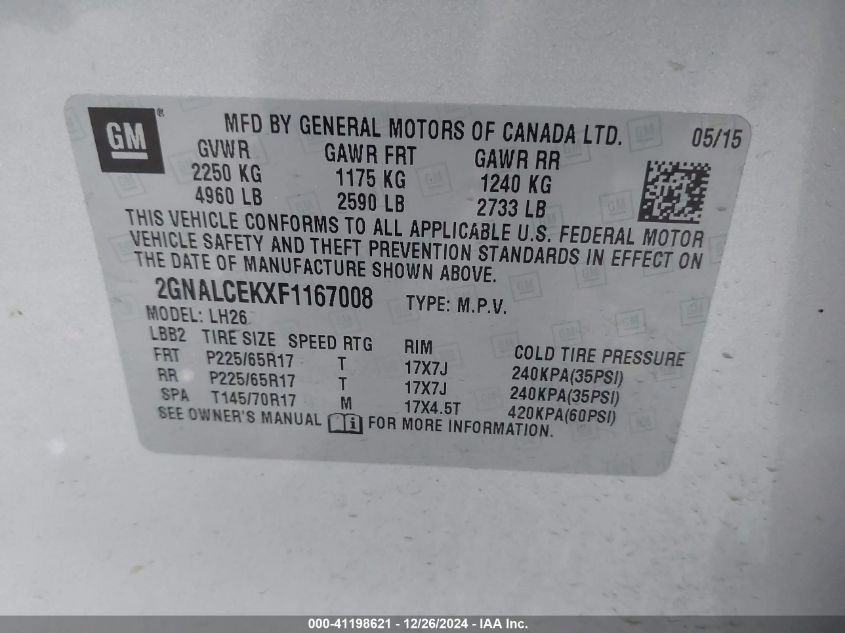 GM ®
MFD BY GENERAL MOTORS OF CANADA LTD. 05/15
GVWR GAWR FRT GAWR RR
2250 KG 1175 KG 1240 KG
4960 LB 2590 LB 2733 LB
THIS VEHICLE CONFORMS TO ALL APPLICABLE U.S. FEDERAL MOTOR
VEHICLE SAFETY AND THEFT PREVENTION STANDARDS IN EFFECT ON
THE DATE OF MANUFACTURE SHOWN ABOVE.
2GNALCEKXF1167008 TYPE: M.P.V.
MODEL: LH26
LBB2 TIRE SIZE SPEED RTG RIM COLD TIRE PRESSURE
FRT P225/65R17 T 17X7J 240KPA(35PSI)
RR P225/65R17 T 17X7J 240KPA(35PSI)
SPA T145/70R17 M 17X4.5T 420KPA(60PSI)
SEE OWNER'S MANUAL FOR MORE INFORMATION.
000-41198621 - 12/26/2024 - IAA Inc.